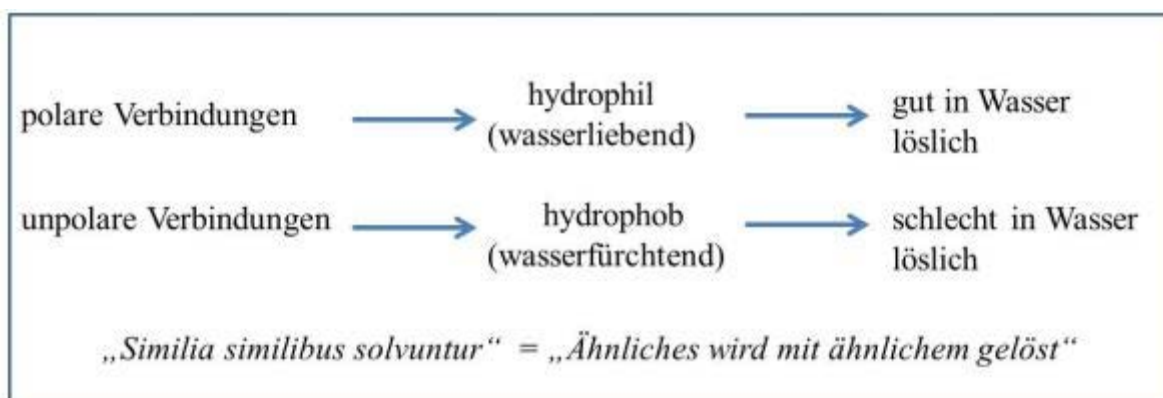 polare Verbindungen
hydrophil
(wasserliebend)
gut in Wasser
löslich
unpolare Verbindungen
hydrophob
(wasserfürchtend)
schlecht in Wasser
löslich
„Similia similibus solvuntur“ = „Ähnliches wird mit ähnlichem gelöst“